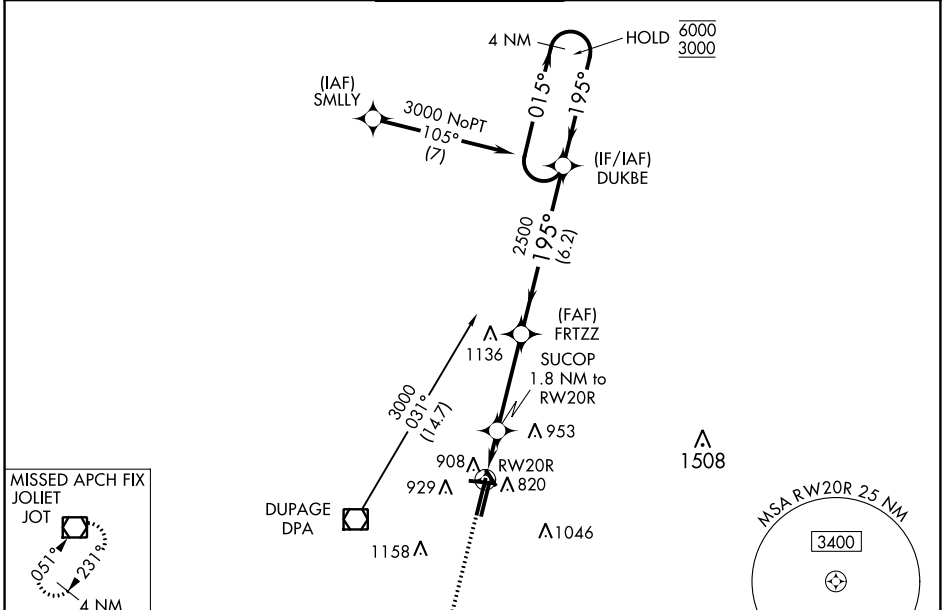 4 NM
HOLD
6000
3000
(IAF)
SMLLY
3000 NoPT
105°
(7)
015°
195°
(IF/IAF)
DUKBE
2500
195°
(6.2)
(FAF)
FRTZZ
1136
SUCOP
1.8 NM to
RW20R
3000
031°
(14.7)
953
1508
908
RW20R
929
820
MISSED APCH FIX
JOLIET
JOT
051°
231°
4 NM
DUPAGE
DPA
1158
1046
MSA RW20R 25 NM
3400